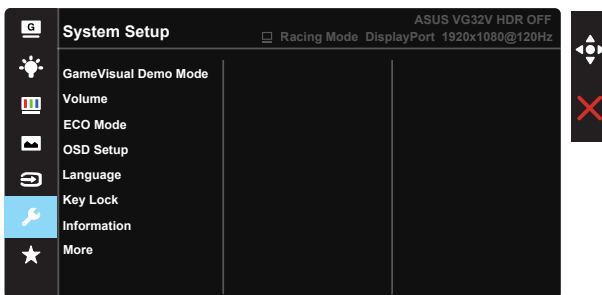 G
System Setup
ASUS VG32V HDR OFF
Racing Mode DisplayPort 1920x1080@120Hz
GameVisual Demo Mode
Volume
ECO Mode
OSD Setup
Language
Key Lock
Information
More